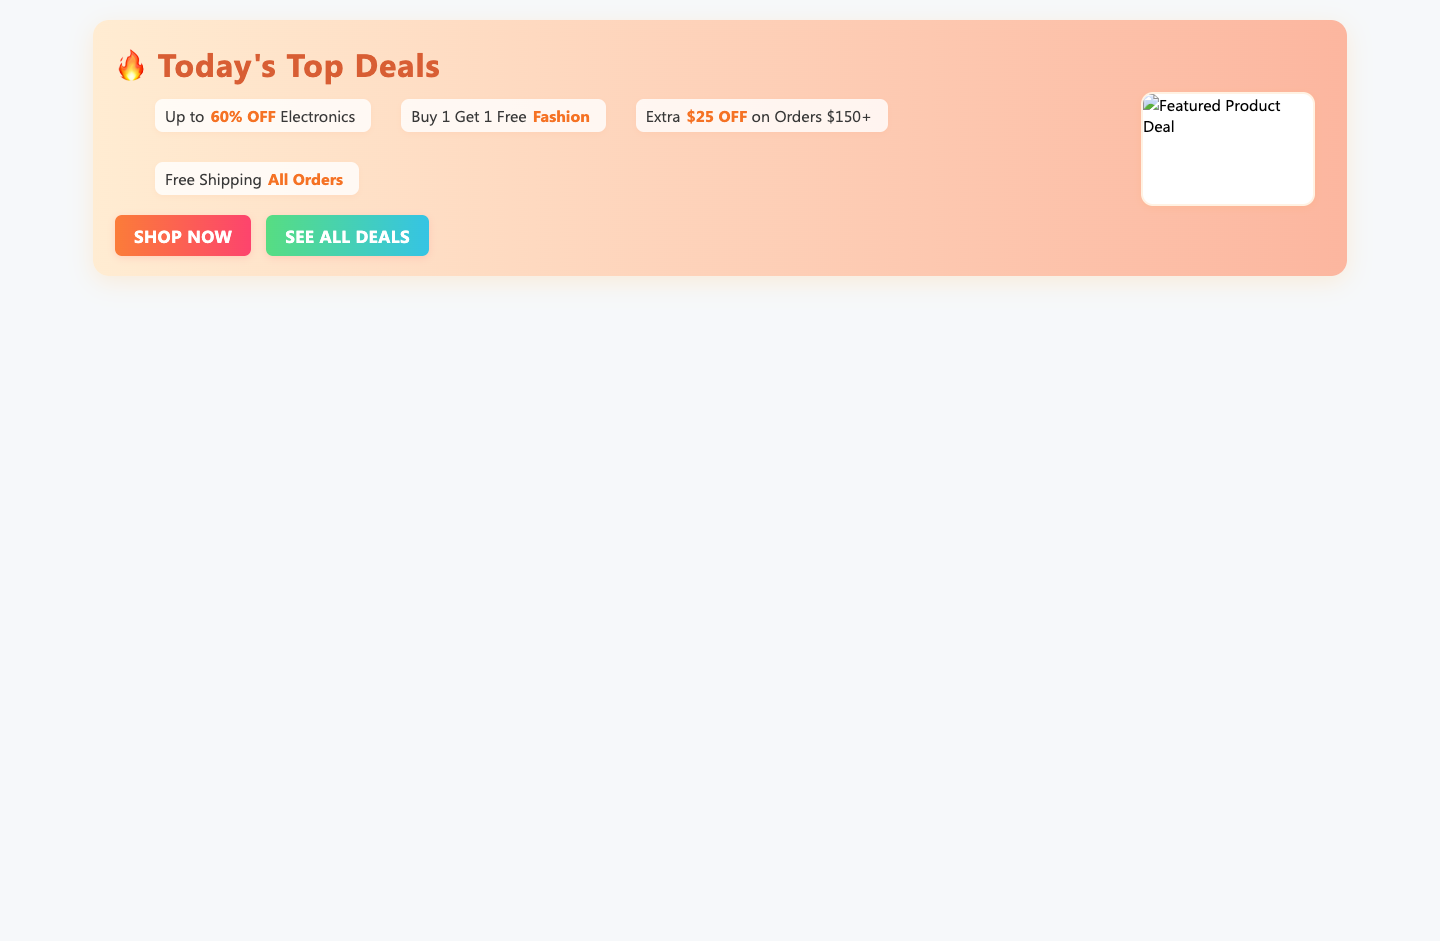 🔥 Today's Top Deals
Up to 60% OFF Electronics
Buy 1 Get 1 Free Fashion
Extra $25 OFF on Orders $150+
Free Shipping All Orders
SHOP NOW
SEE ALL DEALS
Featured Product
Deal